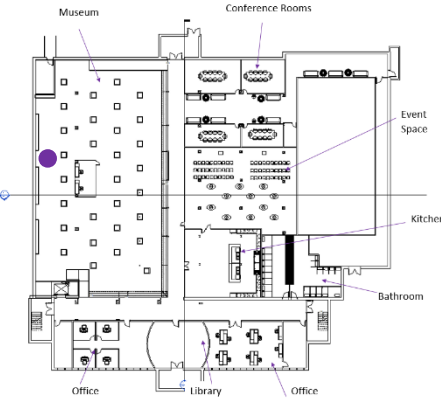 Museum
Conference Rooms
Event
Space
Kitchen
Bathroom
Office
Library
Office